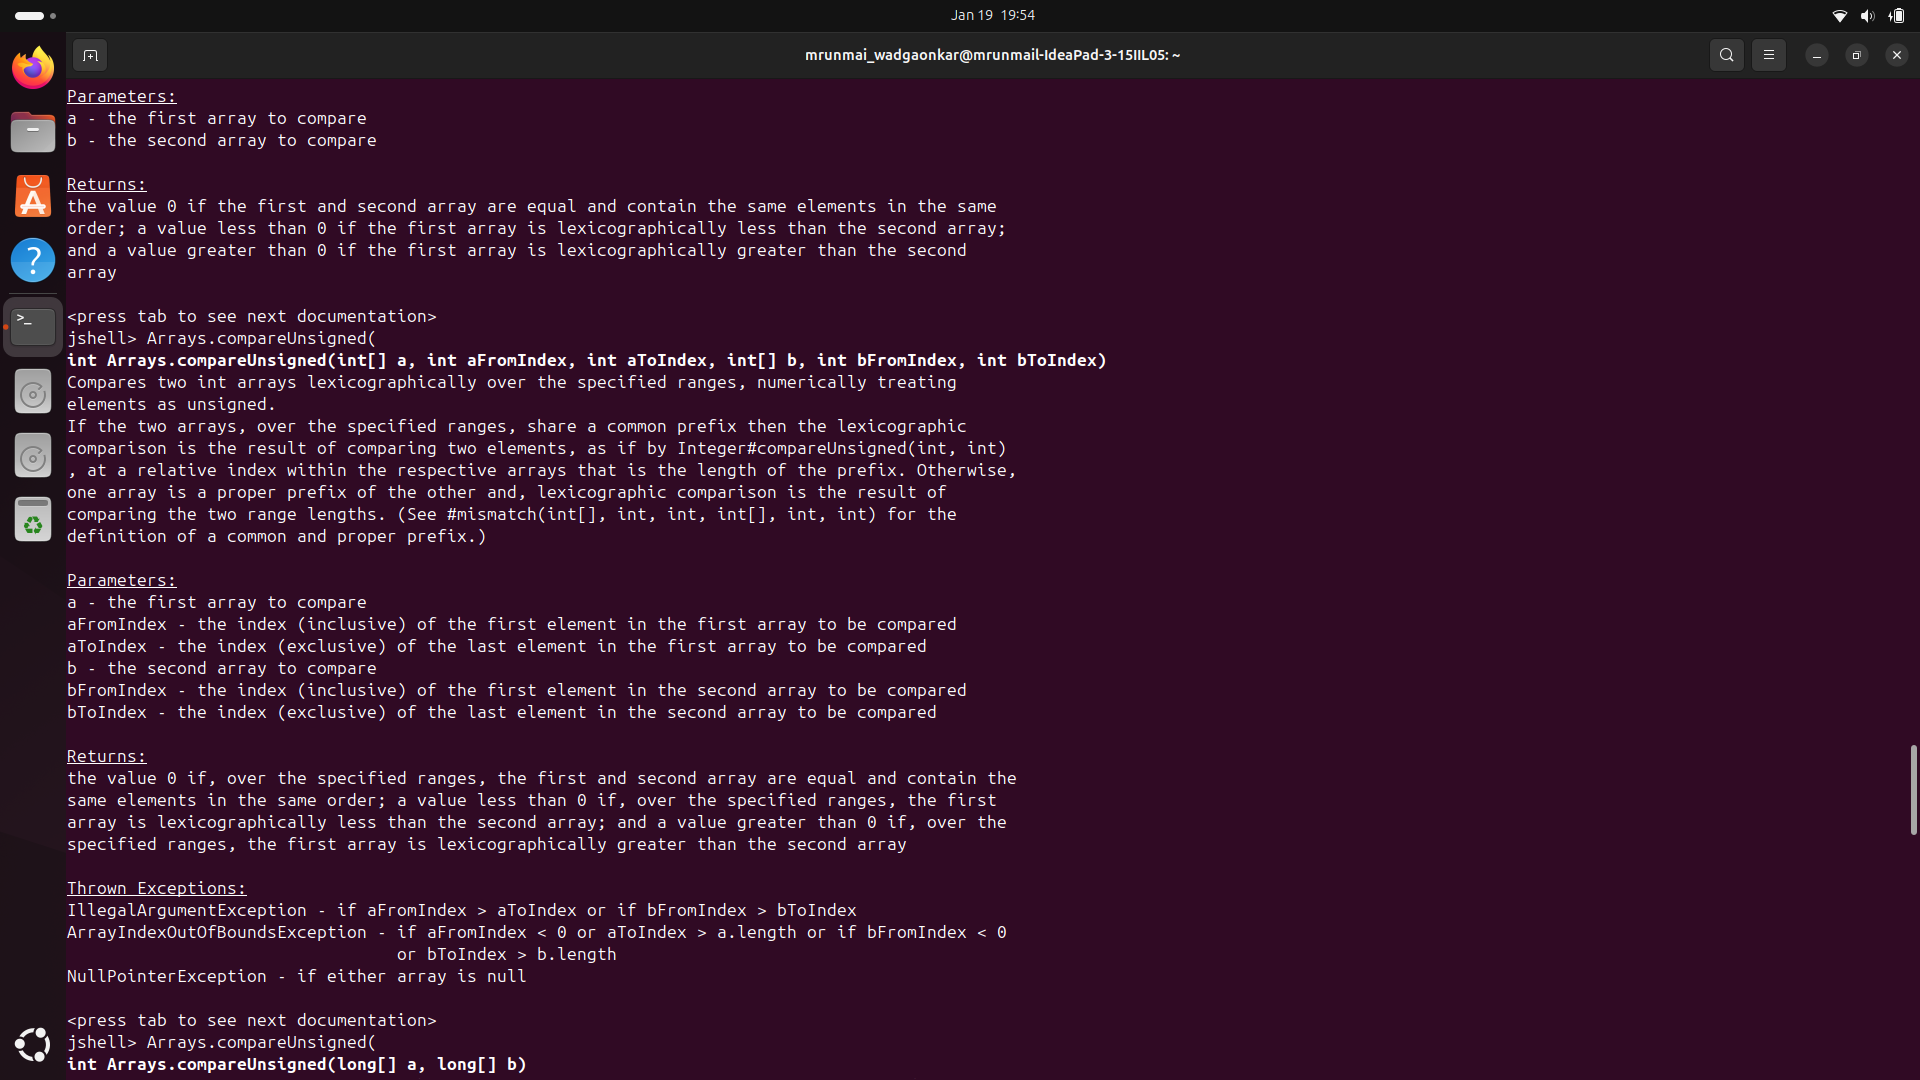 Jan 19 19:54
mrunmai_wadgaonkar@mrunmail-IdeaPad-3-15IIL05: ~
Parameters:
a - the first array to compare
b - the second array to compare
Returns:
the value 0 if the first and second array are equal and contain the same elements in the same
order; a value less than 0 if the first array is lexicographically less than the second array;
and a value greater than 0 if the first array is lexicographically greater than the second
array
<press tab to see next documentation>
jshell> Arrays.compareUnsigned(
int Arrays.compareUnsigned(int[] a, int aFromIndex, int aToIndex, int[] b, int bFromIndex, int bToIndex)
Compares two int arrays lexicographically over the specified ranges, numerically treating
elements as unsigned.
If the two arrays, over the specified ranges, share a common prefix then the lexicographic
comparison is the result of comparing two elements, as if by Integer#compareUnsigned(int, int)
, at a relative index within the respective arrays that is the length of the prefix. Otherwise,
one array is a proper prefix of the other and, lexicographic comparison is the result of
comparing the two range lengths. (See #mismatch(int[], int, int, int[], int, int) for the
definition of a common and proper prefix.)
Parameters:
a - the first array to compare
aFromIndex - the index (inclusive) of the first element in the first array to be compared
aToIndex - the index (exclusive) of the last element in the first array to be compared
b - the second array to compare
bFromIndex - the index (inclusive) of the first element in the second array to be compared
bToIndex - the index (exclusive) of the last element in the second array to be compared
Returns:
the value 0 if, over the specified ranges, the first and second array are equal and contain the
same elements in the same order; a value less than 0 if, over the specified ranges, the first
array is lexicographically less than the second array; and a value greater than 0 if, over the
specified ranges, the first array is lexicographically greater than the second array
Thrown Exceptions:
IllegalArgumentException - if aFromIndex > aToIndex or if bFromIndex > bToIndex
ArrayIndexOutOfBoundsException - if aFromIndex < 0 or aToIndex > a.length or if bFromIndex < 0
or bToIndex > b.length
NullPointerException - if either array is null
<press tab to see next documentation>
jshell> Arrays.compareUnsigned(
int Arrays.compareUnsigned(long[] a, long[] b)